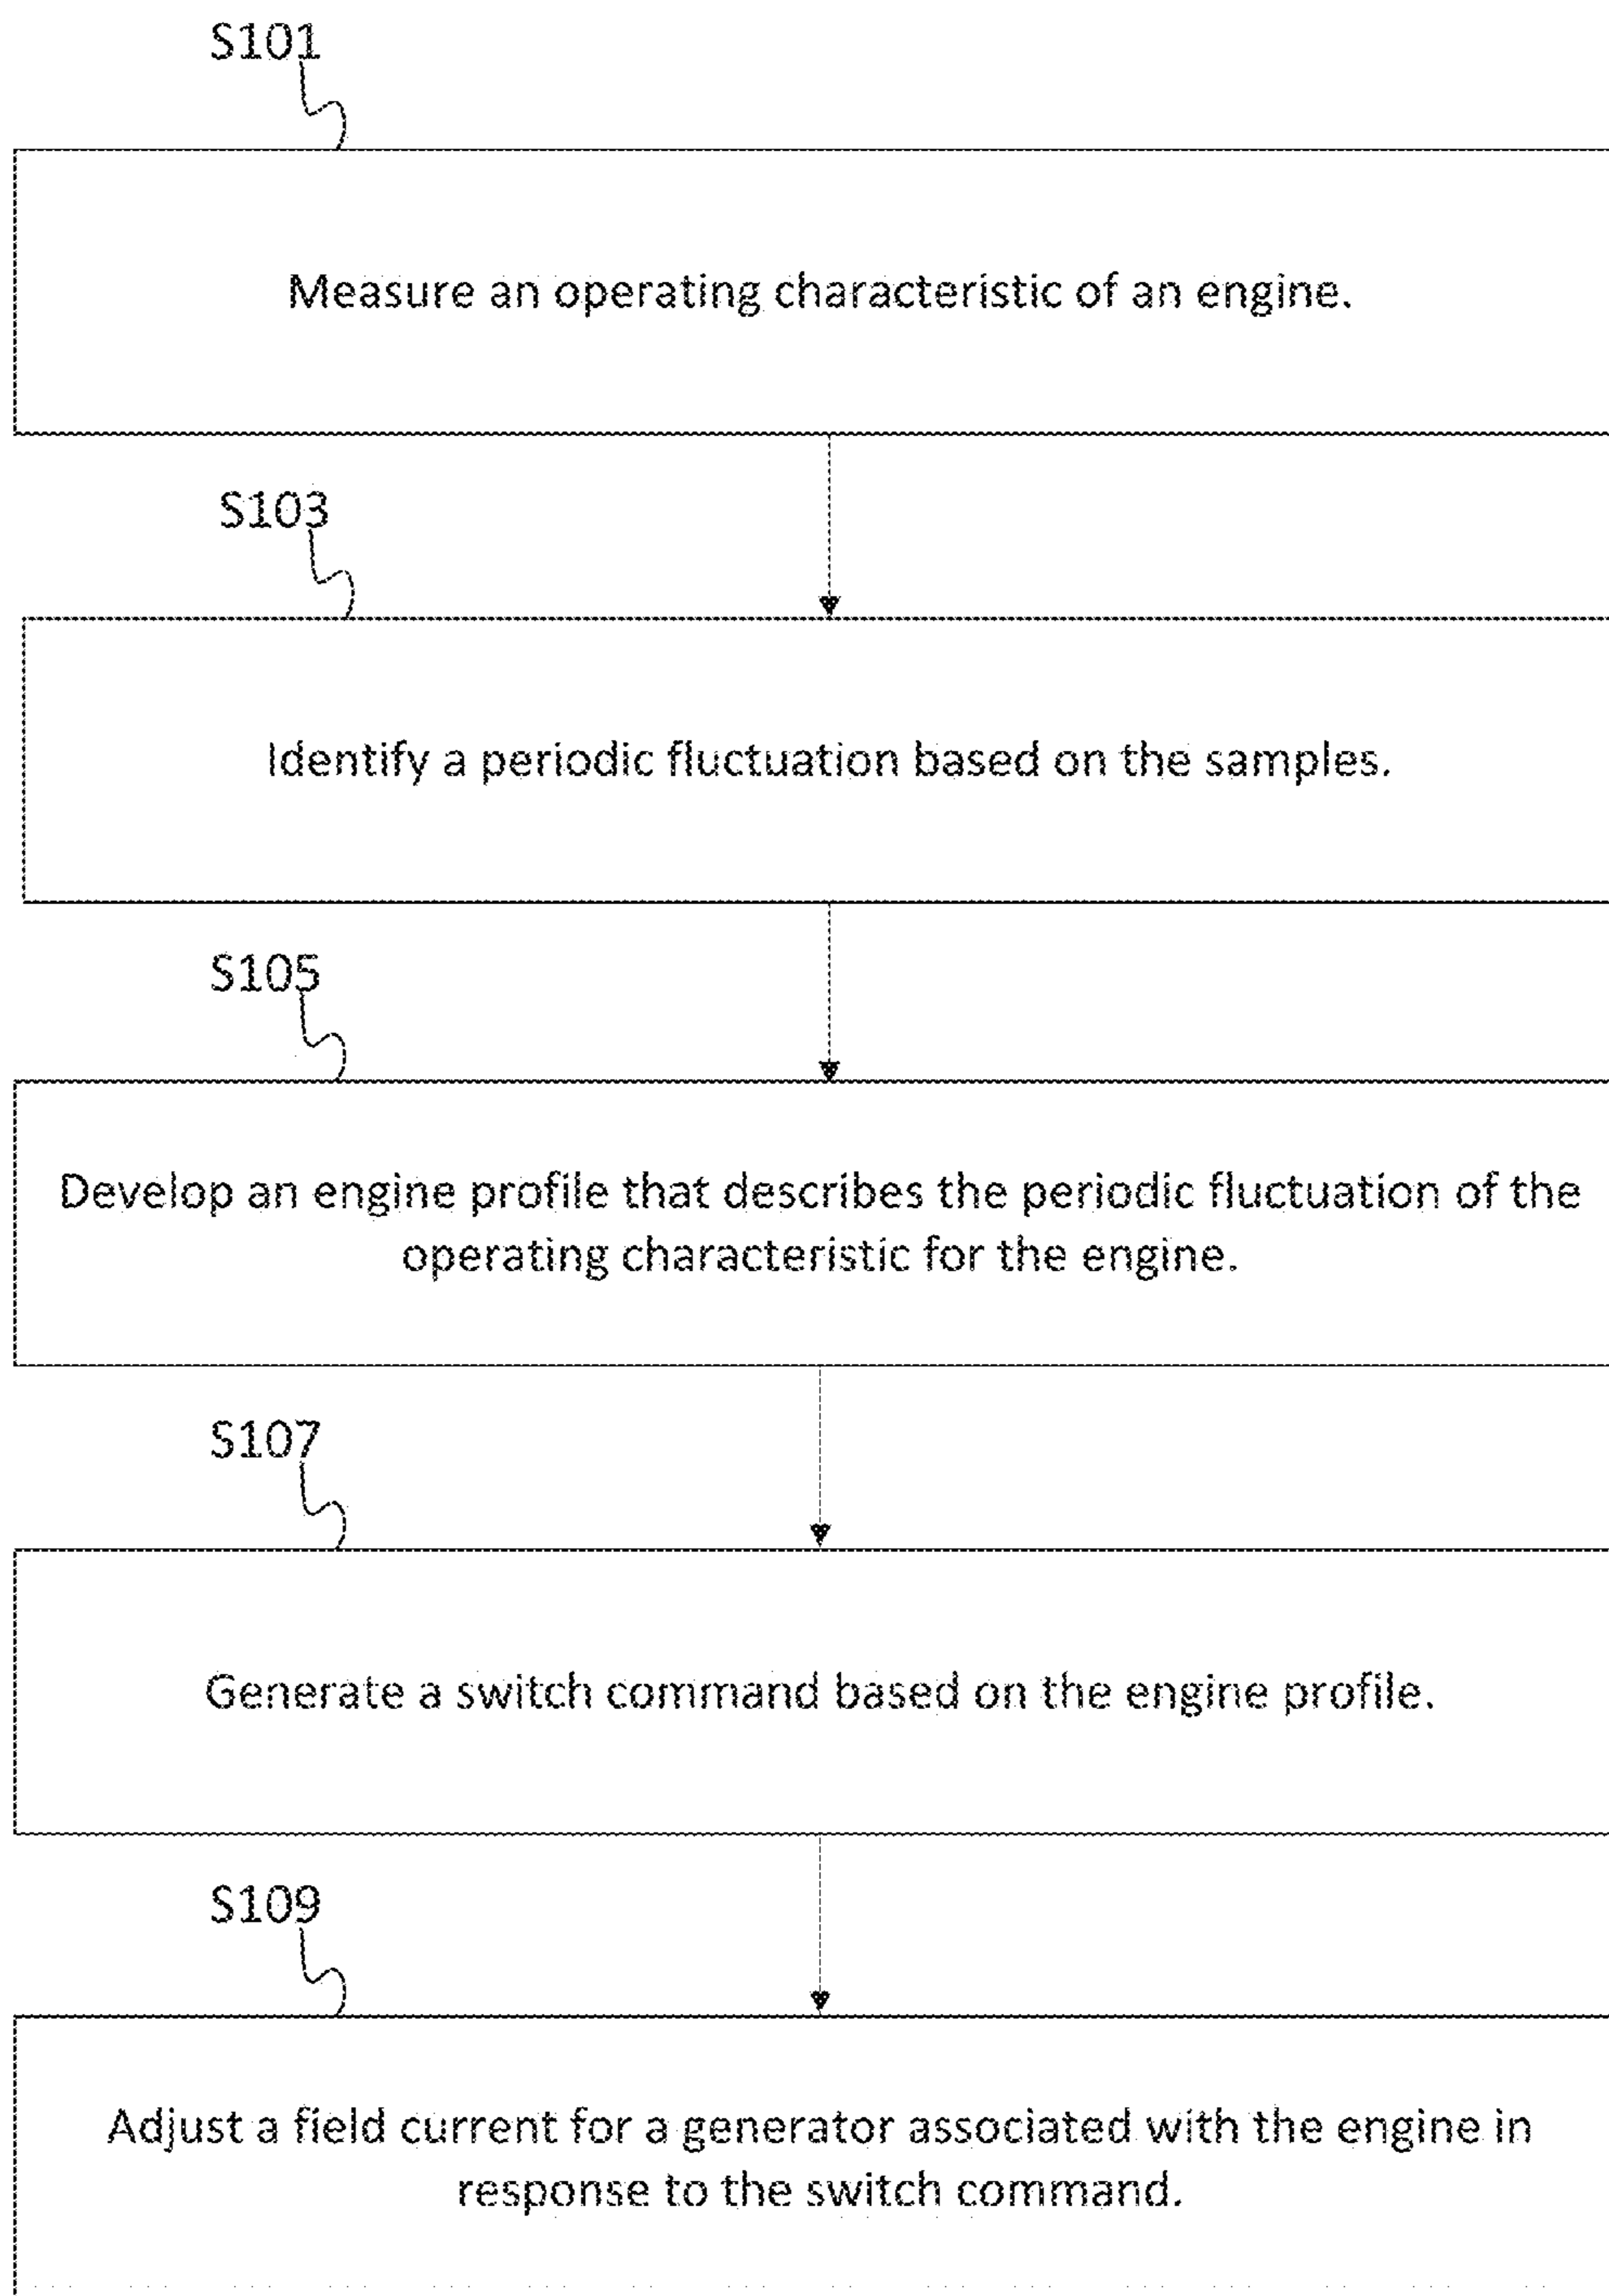 S101
Measure an operating characteristic of an engine.
S103
Identify a periodic fluctuation based on the samples.
S105
Develop an engine profile that describes the periodic fluctuation of the
operating characteristic for the engine.
S107
Generate a switch command based on the engine profile.
S109
Adjust a field current for a generator associated with the engine in
response to the switch command.